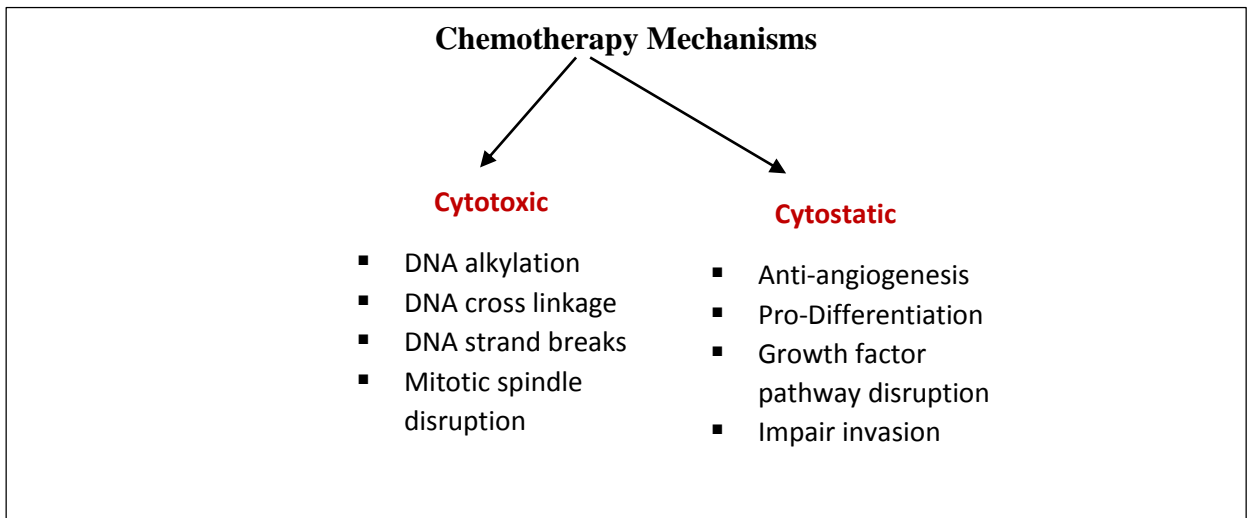 Chemotherapy Mechanisms
Cytotoxic
▪ DNA alkylation
▪ DNA cross linkage
▪ DNA strand breaks
▪ Mitotic spindle
disruption
Cytostatic
▪ Anti-angiogenesis
▪ Pro-Differentiation
▪ Growth factor
pathway disruption
▪ Impair invasion